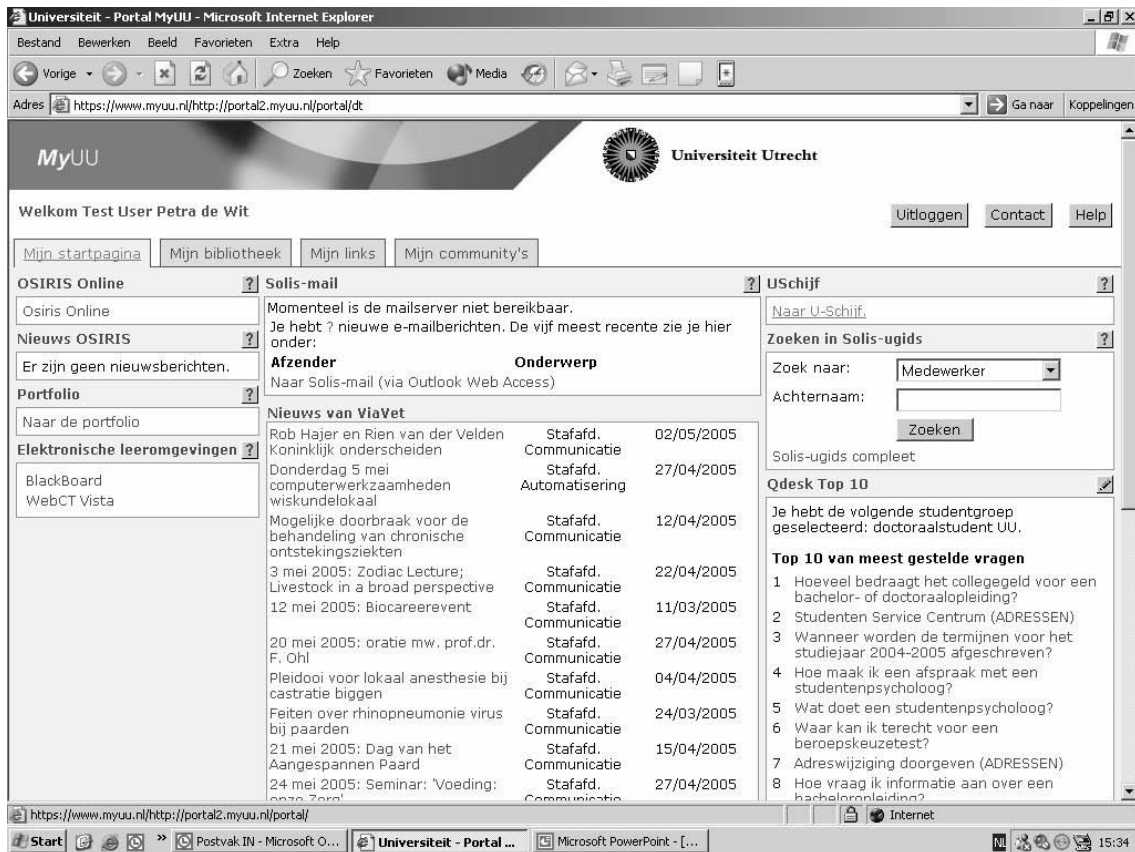 Universiteit - Portal MyUU - Microsoft Internet Explorer
Bestand Bewerken Beeld Favorieten Extra Help
Vorige Zoeken Favorieten Media
Adres https://www.myuu.nl/http://portal2.myuu.nl/portal/dt Ga naar Koppelingen
MyUU
Universiteit Utrecht
Welkom Test User Petra de Wit
Uitloggen Contact Help
Mijn startpagina Mijn bibliotheek Mijn links Mijn community's
OSIRIS Online ?
Osiris Online
Nieuws OSIRIS ?
Er zijn geen nieuwsberichten.
Portfolio ?
Naar de portfolio
Elektronische leeromgevingen ?
BlackBoard
WebCT Vista
Solis-mail ?
Momenteel is de mailserver niet bereikbaar.
Je hebt ? nieuwe e-mailberichten. De vijf meest recente zie je hier
onder:
Afzender Onderwerp
Naar Solis-mail (via Outlook Web Access)
Nieuws van ViaVet
Rob Hajer en Rien van der Velden Stafafd. 02/05/2005
Koninklijk onderscheiden Communicatie
Donderdag 5 mei Stafafd. 27/04/2005
computerwerkzaamheden Automatisering
wiskundelokaal
Mogelijke doorbraak voor de Stafafd. 12/04/2005
behandeling van chronische Communicatie
ontstekingsziekten
3 mei 2005: Zodiac Lecture; Stafafd. 22/04/2005
Livestock in a broad perspective Communicatie
12 mei 2005: Biocareerevent Stafafd. 11/03/2005
Communicatie
20 mei 2005: oratie mw. prof.dr. Stafafd. 27/04/2005
F. Ohl Communicatie
Pleidooi voor lokaal anesthesie bij Stafafd. 04/04/2005
castratie biggen Communicatie
Feiten over rhinopneumonie virus Stafafd. 24/03/2005
bij paarden Communicatie
21 mei 2005: Dag van het Stafafd. 15/04/2005
Aangespannen Paard Communicatie
24 mei 2005: Seminar: 'Voeding: Stafafd. 27/04/2005
onze Zorg' Communicatie
USchijf ?
Naar U-Schijf.
Zoeken in Solis-ugids ?
Zoek naar: Medewerker
Achternaam:
Zoeken
Solis-ugids compleet
Qdesk Top 10
Je hebt de volgende studentgroep
geselecteerd: doctoraalstudent UU.
Top 10 van meest gestelde vragen
1 Hoeveel bedraagt het collegegeld voor een
bachelor- of doctoraalopleiding?
2 Studenten Service Centrum (ADRESSEN)
3 Wanneer worden de termijnen voor het
studiejaar 2004-2005 afgeschreven?
4 Hoe maak ik een afspraak met een
studentenpsycholoog?
5 Wat doet een studentenpsycholoog?
6 Waar kan ik terecht voor een
beroepskeuzetest?
7 Adreswijziging doorgeven (ADRESSEN)
8 Hoe vraag ik informatie aan over een
bacheloropleiding?
https://www.myuu.nl/http://portal2.myuu.nl/portal/ Internet
Start » Postvak IN - Microsoft O... Universiteit - Portal ... Microsoft PowerPoint - [... NL 15:34